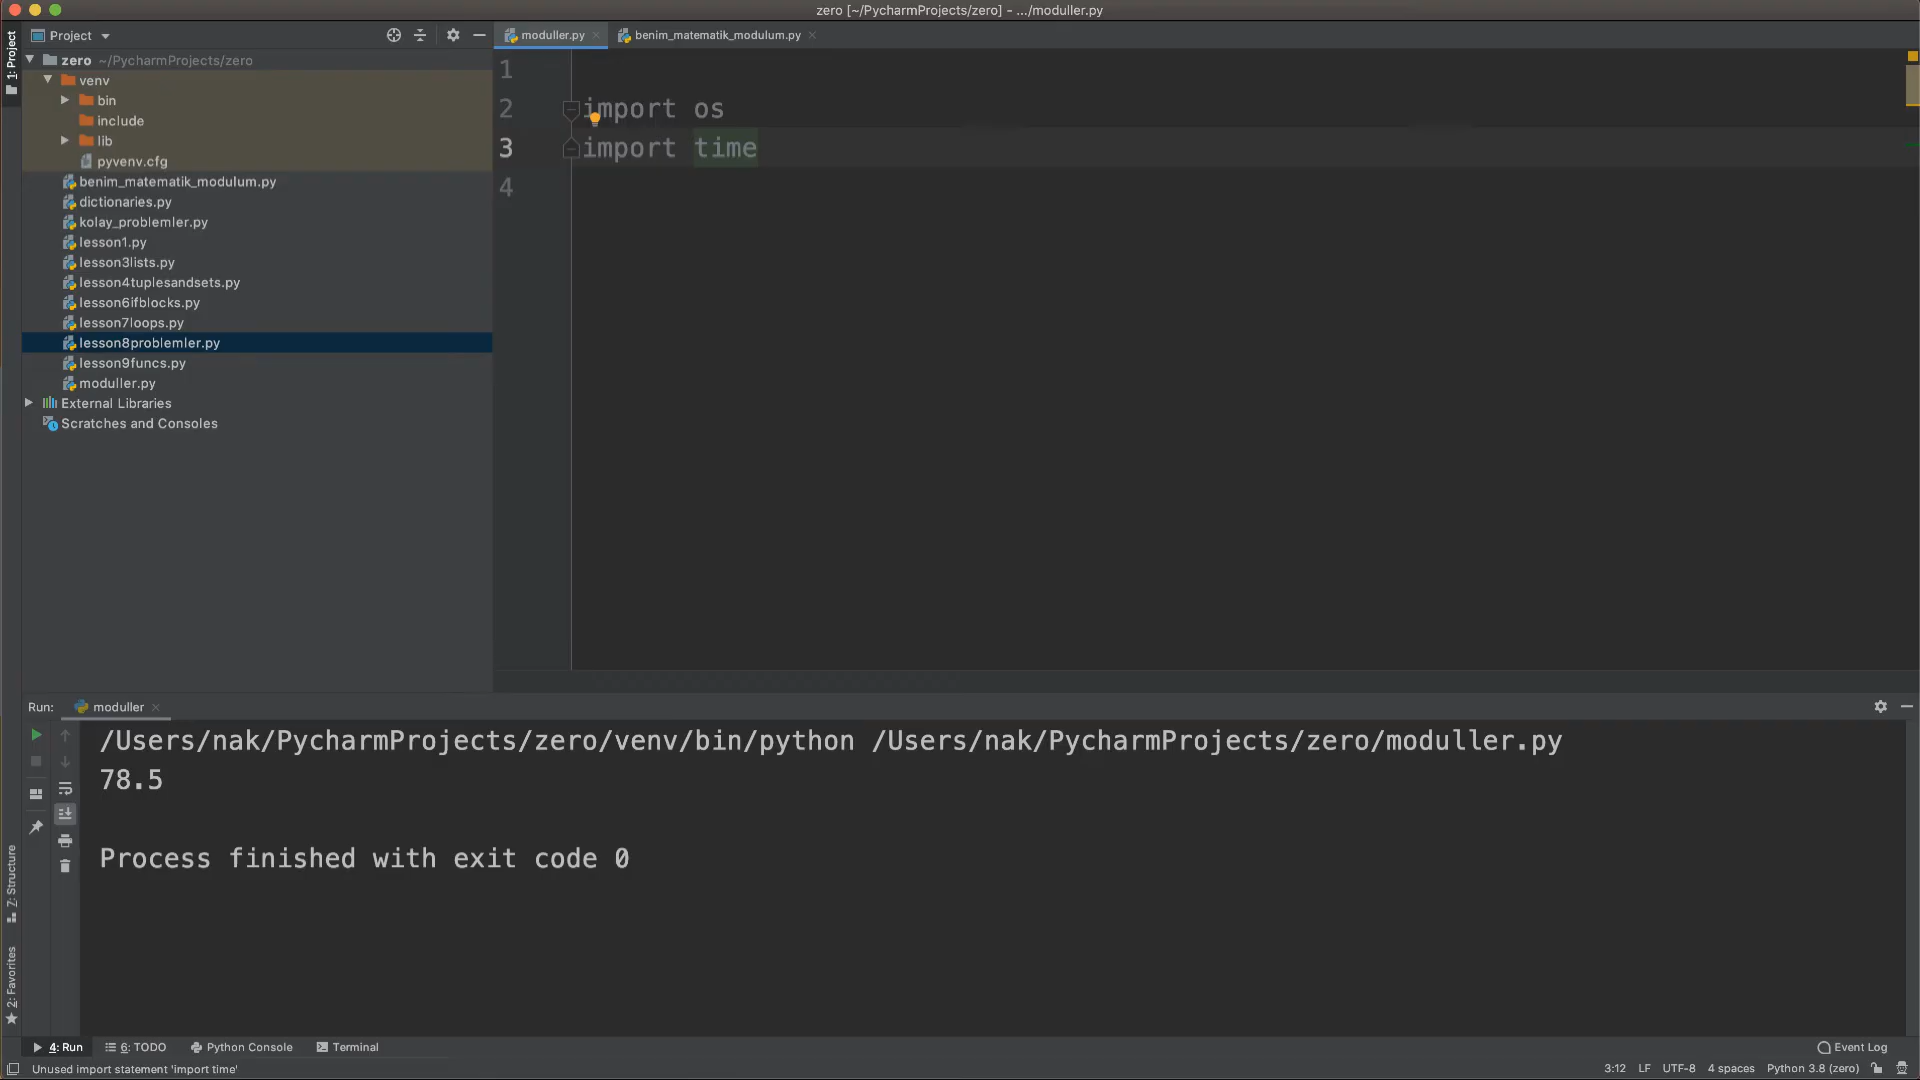 zero [~/PycharmProjects/zero] - .../moduller.py
1: Project
Project
moduller.py
benim_matematik_modulum.py
zero ~/PycharmProjects/zero
venv
bin
include
lib
pyvenv.cfg
benim_matematik_modulum.py
dictionaries.py
kolay_problemler.py
lesson1.py
lesson3lists.py
lesson4tuplesandsets.py
lesson6ifblocks.py
lesson7loops.py
lesson8problemler.py
lesson9funcs.py
moduller.py
External Libraries
Scratches and Consoles
1
2 import os
3 import time
4
Run: moduller
/Users/nak/PycharmProjects/zero/venv/bin/python /Users/nak/PycharmProjects/zero/moduller.py
78.5
Process finished with exit code 0
Z: Structure
2: Favorites
4: Run
6: TODO
Python Console
Terminal
Event Log
Unused import statement 'import time'
3:12 LF UTF-8 4 spaces Python 3.8 (zero)